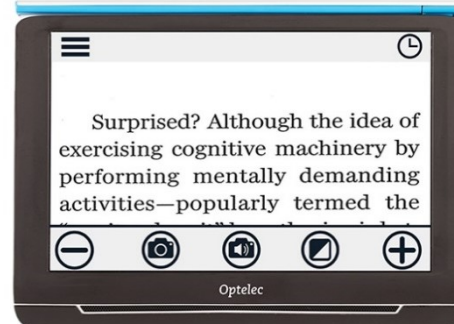 Surprised? Although the idea of
exercising cognitive machinery by
performing mentally demanding
activities—popularly termed the
Optelec